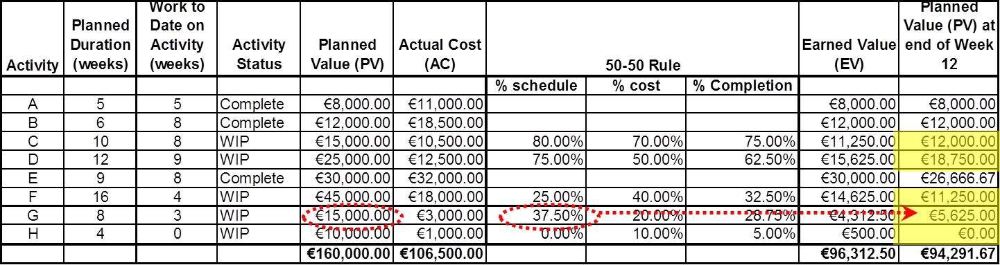 Activity | Planned Duration (weeks) | Work to Date on Activity (weeks) | Activity Status | Planned Value (PV) | Actual Cost (AC) | 50-50 Rule | Earned Value (EV) | Planned Value (PV) at end of Week 12
% schedule | % cost | % Completion
A | 5 | 5 | Complete | €8,000.00 | €11,000.00 | €8,000.00 | €8,000.00
B | 6 | 8 | Complete | €12,000.00 | €18,500.00 | €12,000.00 | €12,000.00
C | 10 | 8 | WIP | €15,000.00 | €10,500.00 | 80.00% | 70.00% | 75.00% | €11,250.00 | €12,000.00
D | 12 | 9 | WIP | €25,000.00 | €12,500.00 | 75.00% | 50.00% | 62.50% | €15,625.00 | €18,750.00
E | 9 | 8 | Complete | €30,000.00 | €32,000.00 | €30,000.00 | €26,666.67
F | 16 | 4 | WIP | €45,000.00 | €18,000.00 | 25.00% | 40.00% | 32.50% | €14,625.00 | €11,250.00
G | 8 | 3 | WIP | €15,000.00 | €3,000.00 | 37.50% | 20.00% | 28.75% | €4,312.50 | €5,625.00
H | 4 | 0 | WIP | €10,000.00 | €1,000.00 | 0.00% | 10.00% | 5.00% | €500.00 | €0.00
€160,000.00 | €106,500.00 | €96,312.50 | €94,291.67